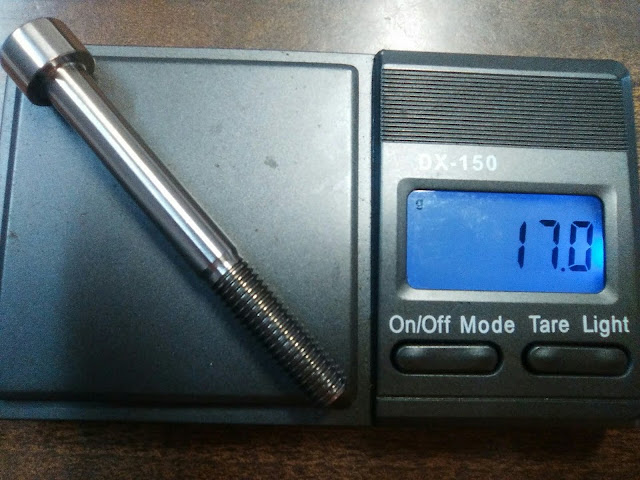 DX-150
g
17.0
On/Off Mode Tare Light